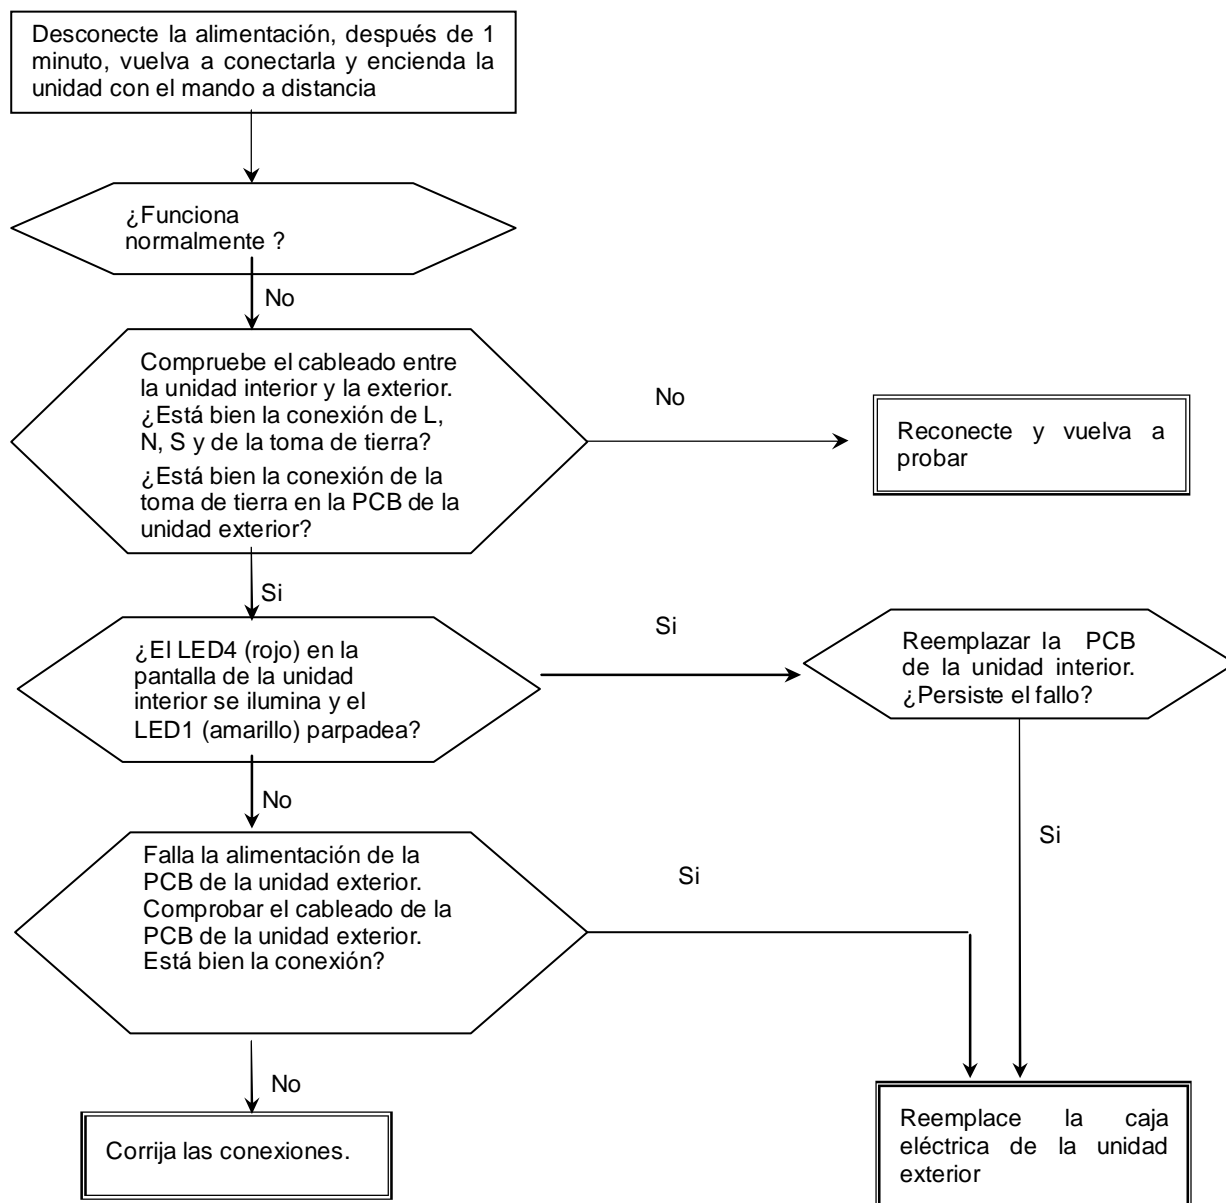 Desconecte la alimentación, después de 1
minuto, vuelva a conectarla y encienda la
unidad con el mando a distancia
¿Funciona
normalmente ?
No
Compruebe el cableado entre
la unidad interior y la exterior.
¿Está bien la conexión de L,
N, S y de la toma de tierra?
¿Está bien la conexión de la
toma de tierra en la PCB de la
unidad exterior?
No
Reconecte y vuelva a
probar
Si
¿El LED4 (rojo) en la
pantalla de la unidad
interior se ilumina y el
LED1 (amarillo) parpadea?
Si
Reemplazar la PCB
de la unidad interior.
¿Persiste el fallo?
No
Si
Falla la alimentación de la
PCB de la unidad exterior.
Comprobar el cableado de la
PCB de la unidad exterior.
Está bien la conexión?
Si
No
Corrija las conexiones.
Reemplace la caja
eléctrica de la unidad
exterior